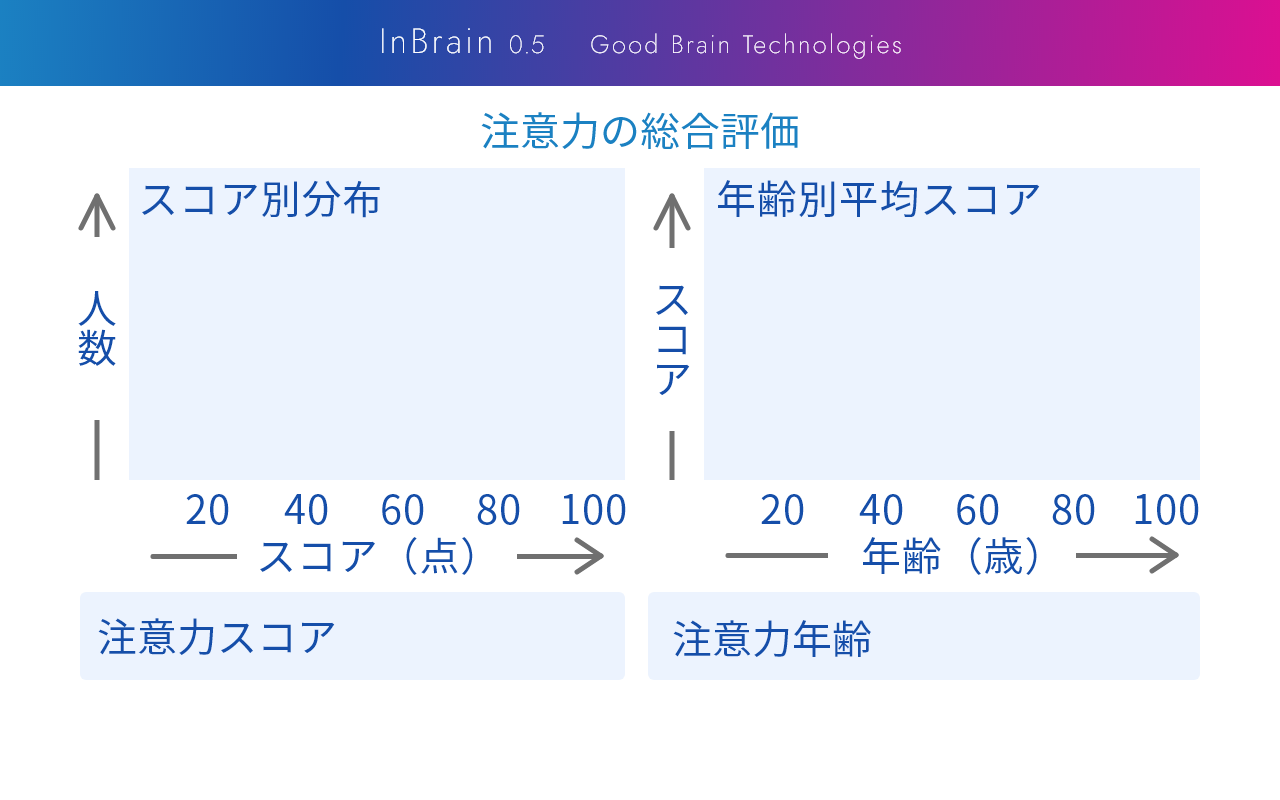 InBrain 0.5 Good Brain Technologies
注意力の総合評価
スコア別分布
人数
20 40 60 80 100
スコア（点）
年齢別平均スコア
スコア
20 40 60 80 100
年齢（歳）
注意力スコア
注意力年齢